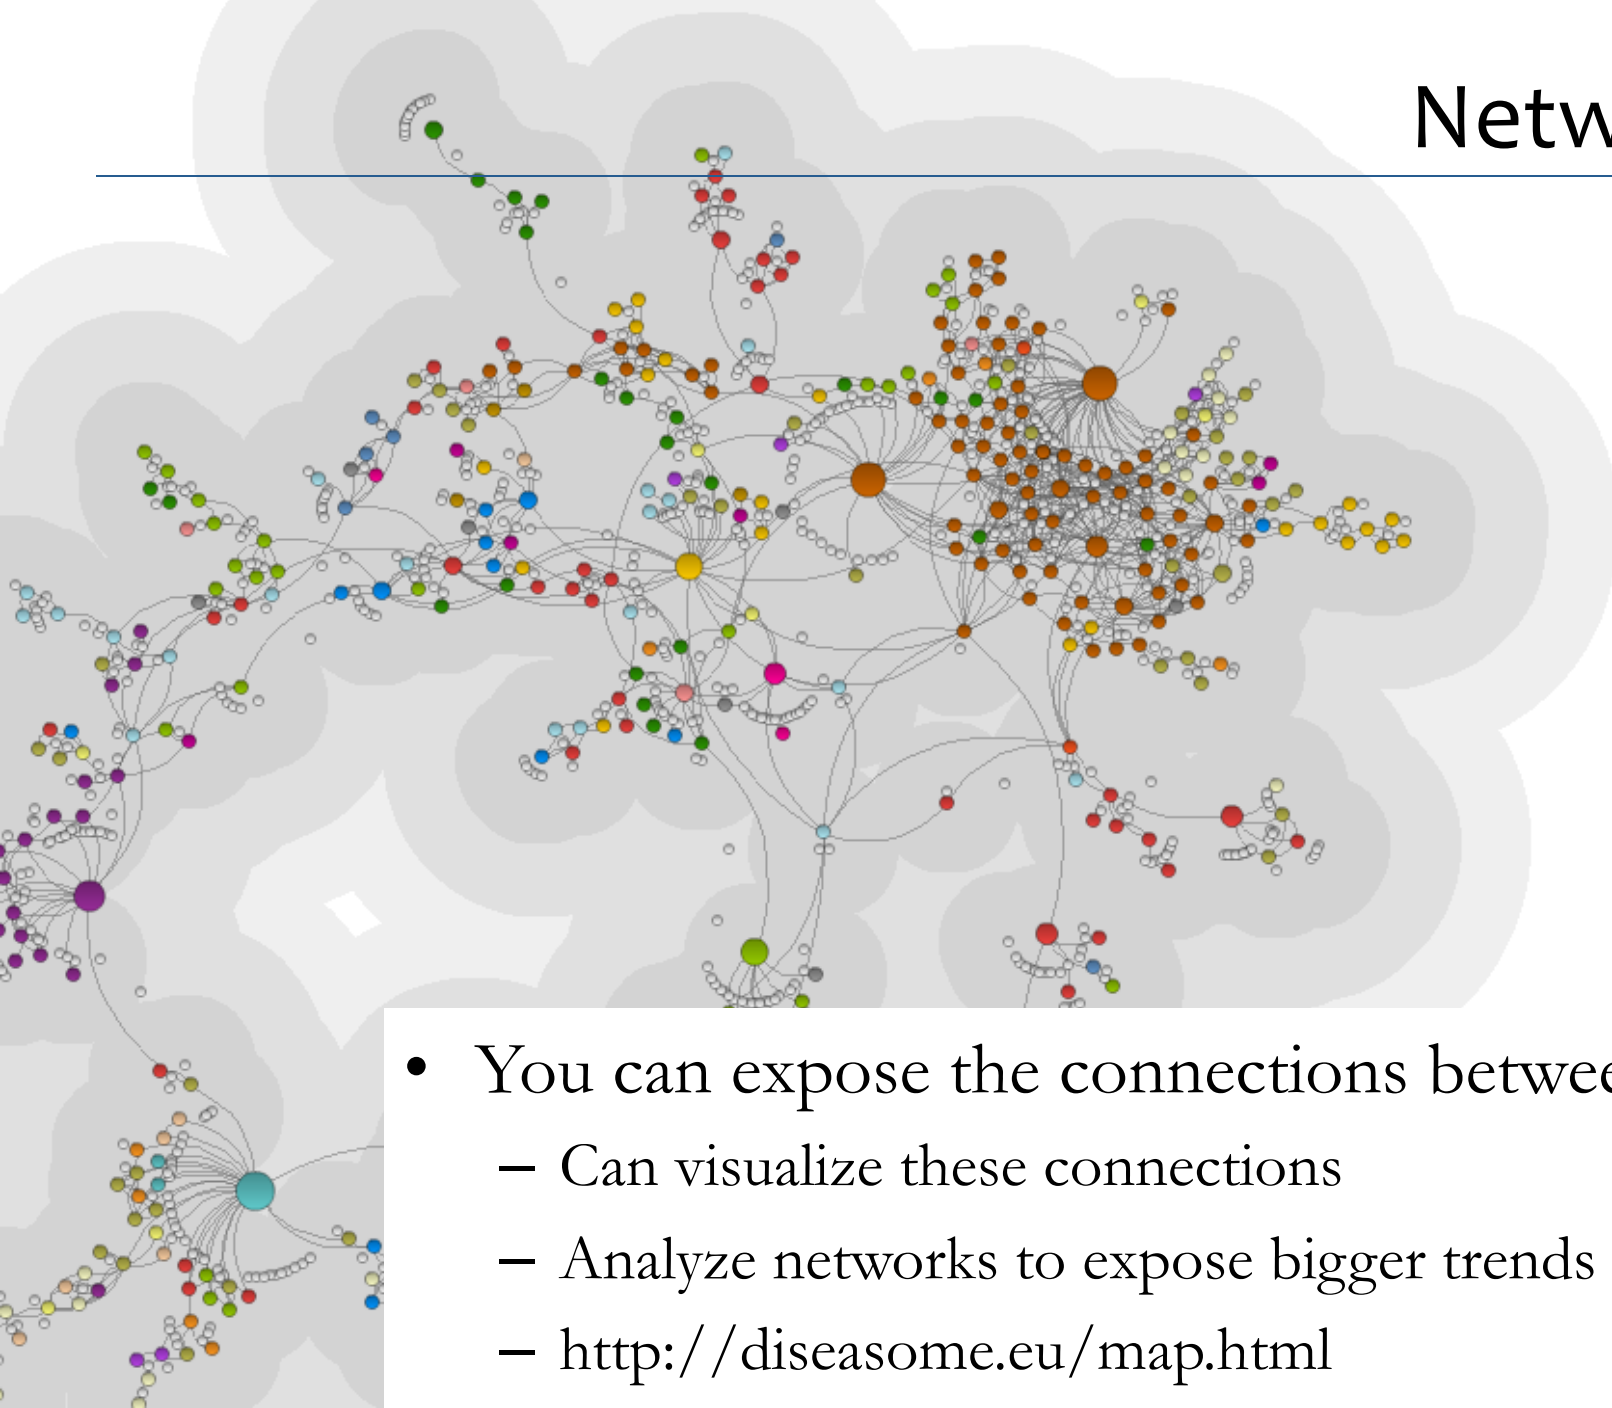 Netw
• You can expose the connections betwee
– Can visualize these connections
– Analyze networks to expose bigger trends
– http://diseasome.eu/map.html